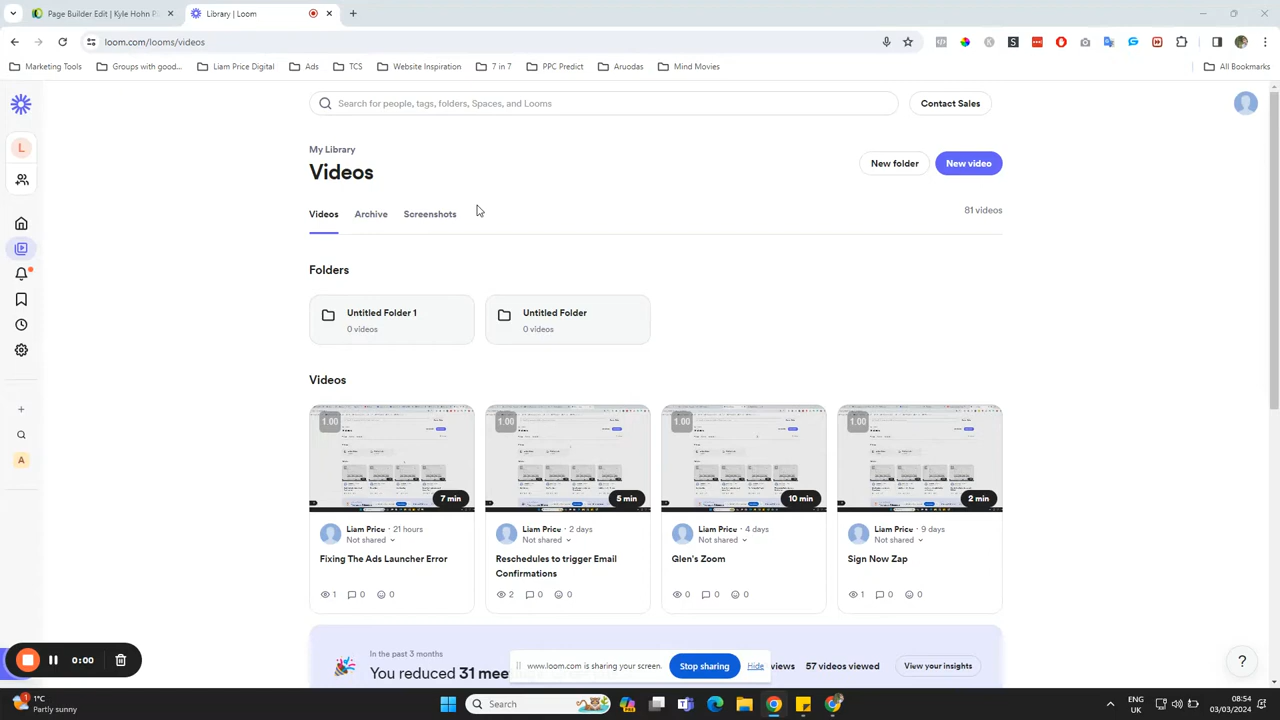 Page Builder Edit | Kyle Hohn P
Library | Loom
loom.com/looms/videos
Marketing Tools
Groups with good...
Liam Price Digital
Ads
TCS
Website Inspiration
7 in 7
PPC Predict
Aruodas
Mind Movies
All Bookmarks
Search for people, tags, folders, Spaces, and Looms
Contact Sales
L
My Library
Videos
New folder
New video
Videos
Archive
Screenshots
81 videos
Folders
Untitled Folder 1
0 videos
Untitled Folder
0 videos
A
Videos
1.00
7 min
1.00
5 min
1.00
10 min
1.00
2 min
Liam Price · 21 hours
Not shared
Fixing The Ads Launcher Error
1 0 0
Liam Price · 2 days
Not shared
Reschedules to trigger Email
Confirmations
2 0 0
Liam Price · 4 days
Not shared
Glen's Zoom
0 0 0
Liam Price · 9 days
Not shared
Sign Now Zap
1 0 0
In the past 3 months
You reduced 31 mee
views
57 videos viewed
View your insights
0:00
www.loom.com is sharing your screen.
Stop sharing
Hide
?
1°C
Partly sunny
Search
ENG
UK
08:54
03/03/2024